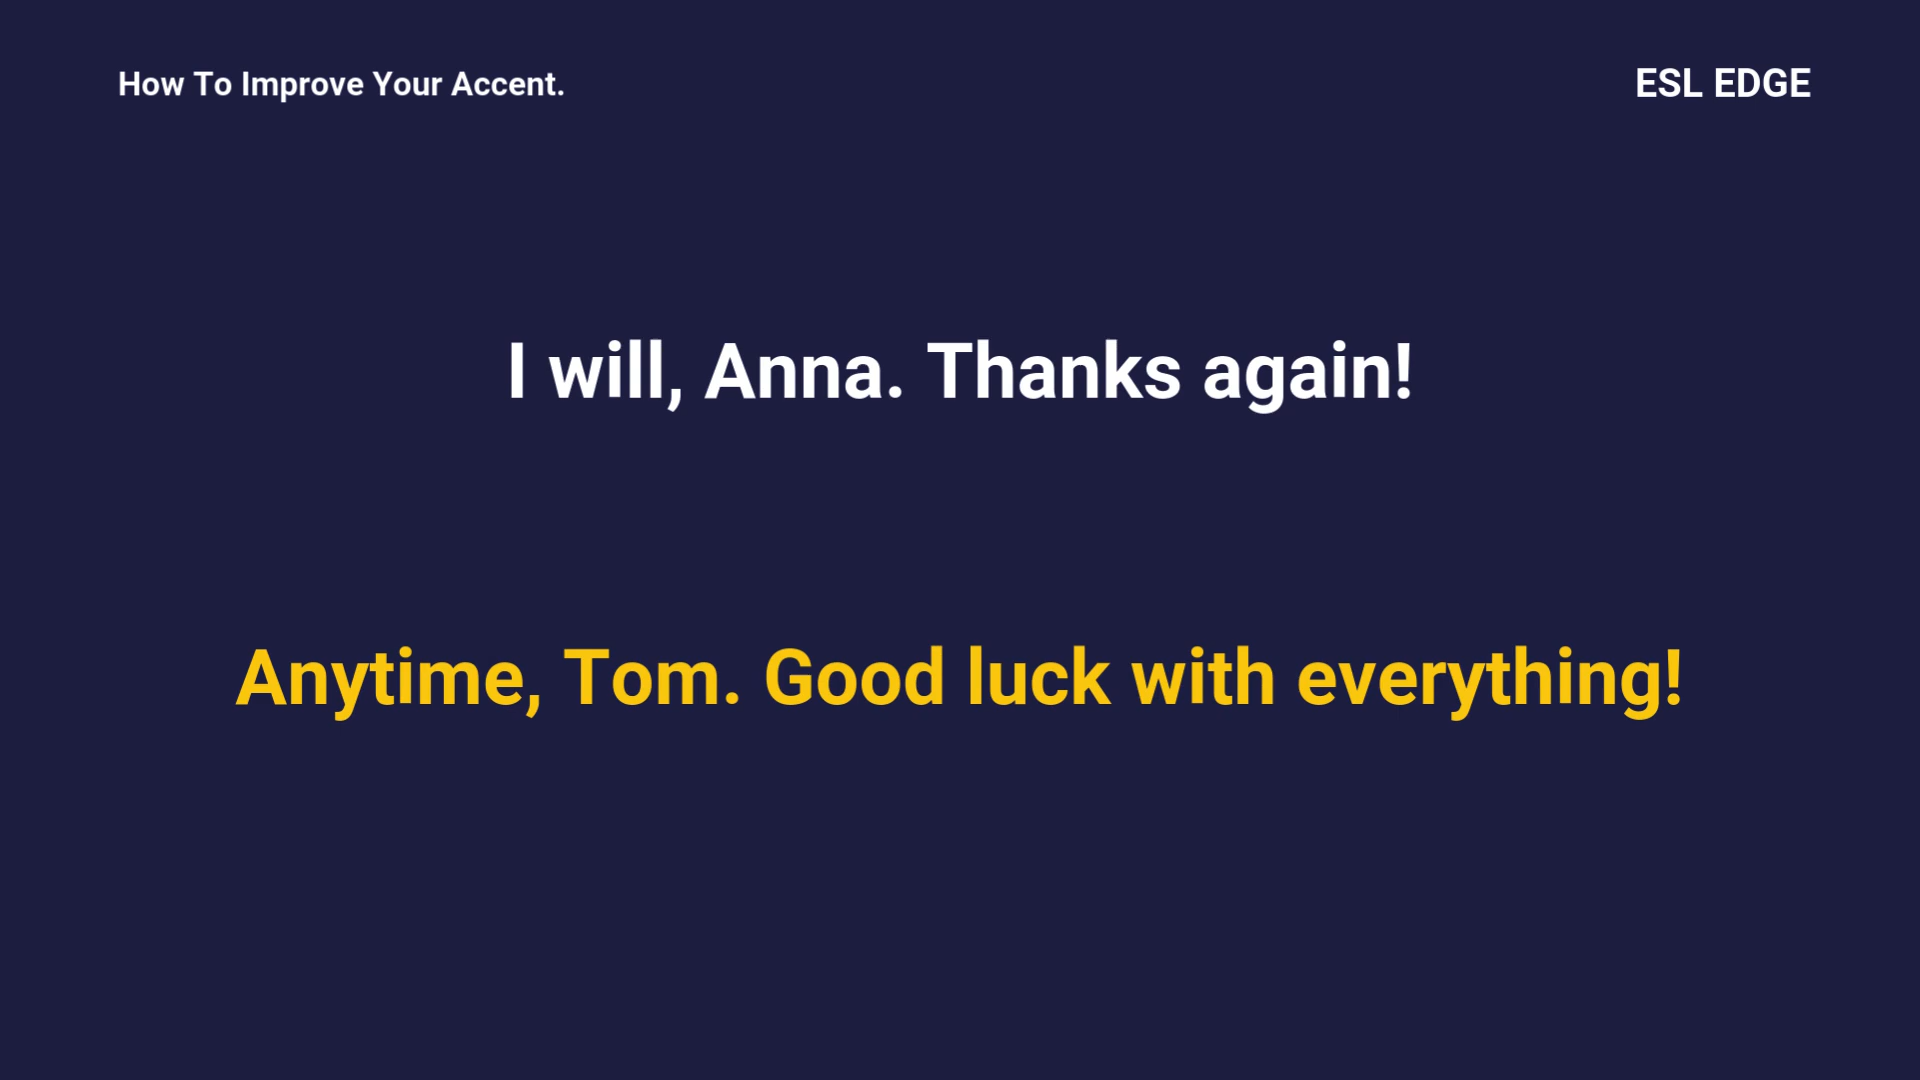 How To Improve Your Accent.
ESL EDGE
I will, Anna. Thanks again!
Anytime, Tom. Good luck with everything!